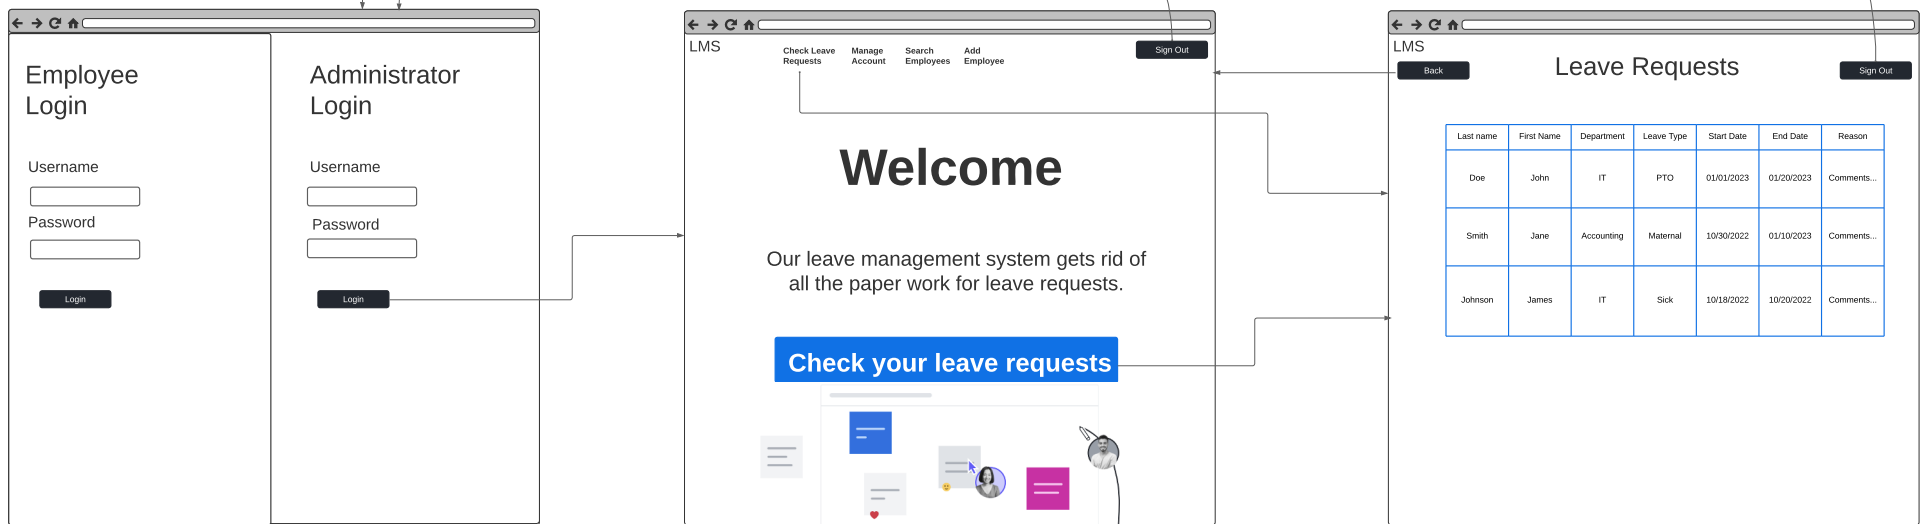 Employee
Login
Username
Password
Login
Administrator
Login
Username
Password
Login
LMS
Check Leave
Requests
Manage
Account
Search
Employees
Add
Employee
Sign Out
Welcome
Our leave management system gets rid of
all the paper work for leave requests.
Check your leave requests
LMS
Back
Leave Requests
Sign Out
Last name First Name Department Leave Type Start Date End Date Reason
Doe John IT PTO 01/01/2023 01/20/2023 Comments...
Smith Jane Accounting Maternal 10/30/2022 01/10/2023 Comments...
Johnson James IT Sick 10/18/2022 10/20/2022 Comments...